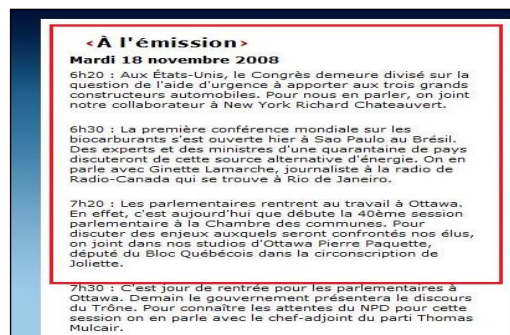 ‹À l'émission›
Mardi 18 novembre 2008
6h20 : Aux États-Unis, le Congrès demeure divisé sur la
question de l'aide d'urgence à apporter aux trois grands
constructeurs automobiles. Pour nous en parler, on joint
notre collaborateur à New York Richard Chateauvert.
6h30 : La première conférence mondiale sur les
biocarburants s'est ouverte hier à Sao Paulo au Brésil.
Des experts et des ministres d'une quarantaine de pays
discuteront de cette source alternative d'énergie. On en
parle avec Ginette Lamarche, journaliste à la radio de
Radio-Canada qui se trouve à Rio de Janeiro.
7h20 : Les parlementaires rentrent au travail à Ottawa.
En effet, c'est aujourd'hui que débute la 40ème session
parlementaire à la Chambre des communes. Pour
discuter des enjeux auxquels seront confrontés nos élus,
on joint dans nos studios d'Ottawa Pierre Paquette,
député du Bloc Québécois dans la circonscription de
Joliette.
7h30 : C'est jour de rentrée pour les parlementaires à
Ottawa. Demain le gouvernement présentera le discours
du Trône. Pour connaître les attentes du NPD pour cette
session on en parle avec le chef-adjoint du parti Thomas
Mulcair.